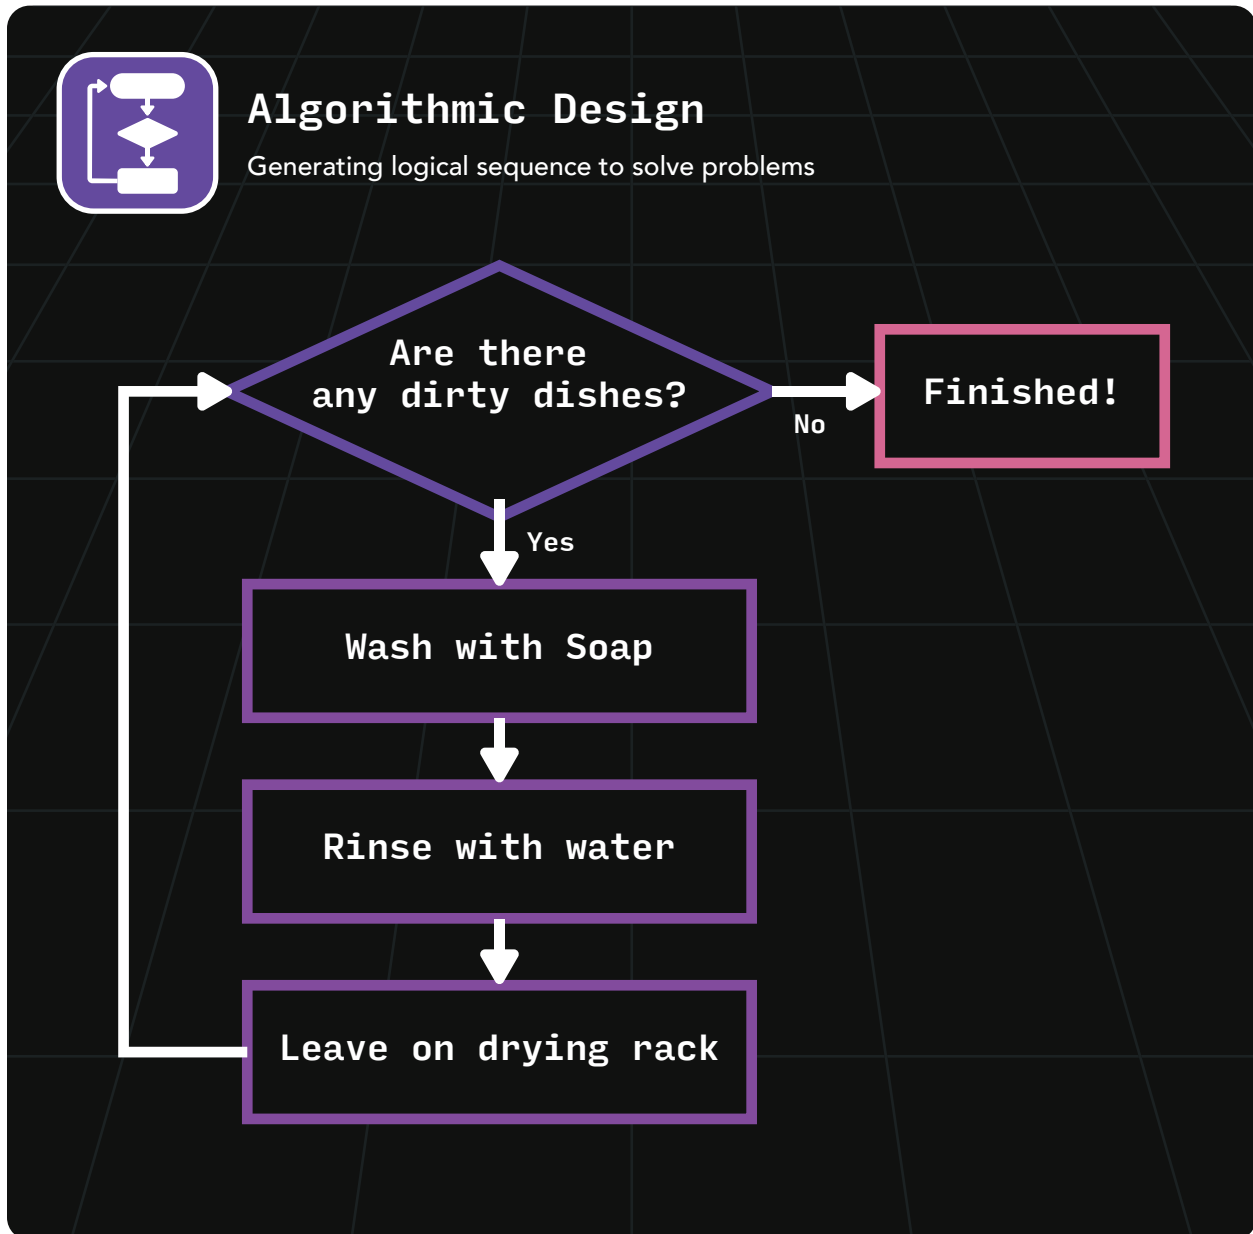 Algorithmic Design
Generating logical sequence to solve problems
Are there
any dirty dishes?
No
Finished!
Yes
Wash with Soap
Rinse with water
Leave on drying rack